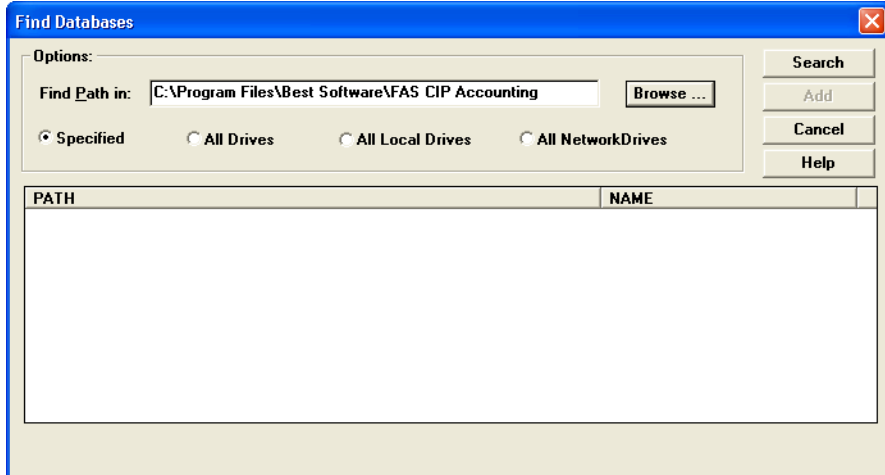 Find Databases
Options:
Find Path in: C:\Program Files\Best Software\FAS CIP Accounting Browse ...
Specified All Drives All Local Drives All NetworkDrives
Search
Add
Cancel
Help
PATH NAME